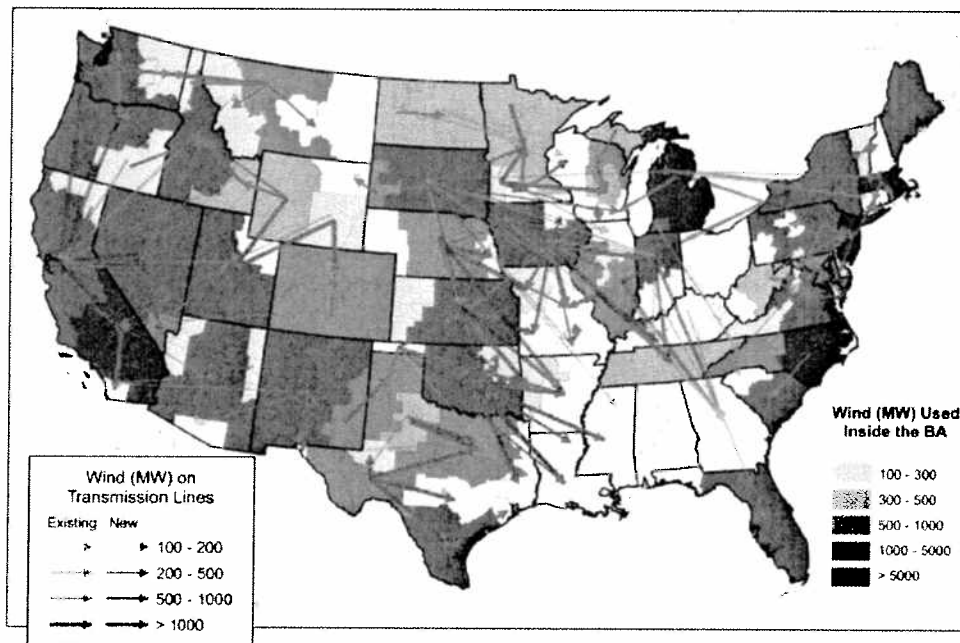 Wind (MW) Used
Inside the BA
100 - 300
300 - 500
500 - 1000
1000 - 5000
> 5000
Wind (MW) on
Transmission Lines
Existing New
100 - 200
200 - 500
500 - 1000
> 1000